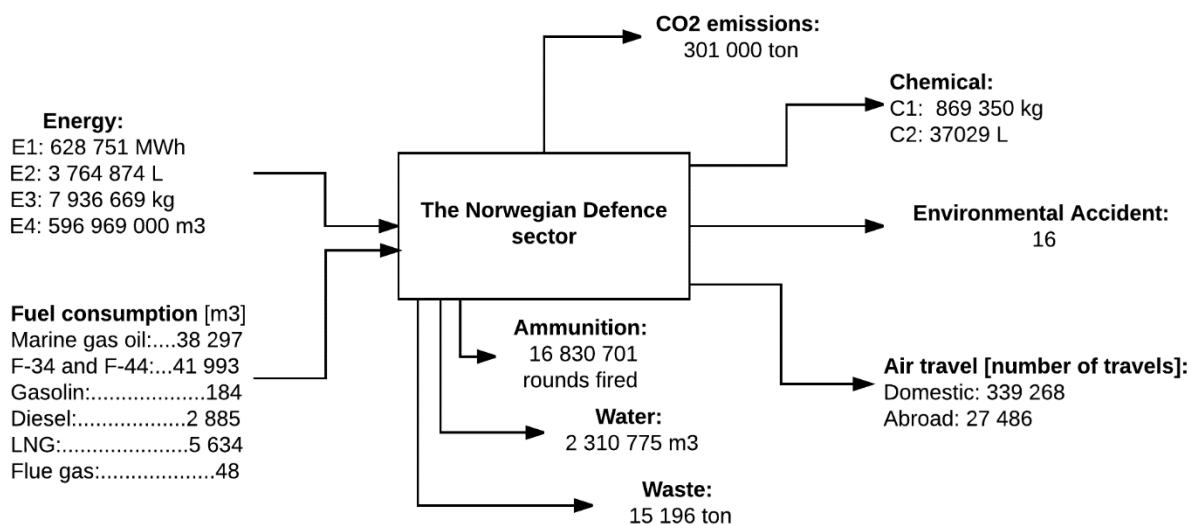 CO2 emissions:
301 000 ton
Chemical:
C1:  869 350 kg
C2: 37029 L
Energy:
E1: 628 751 MWh
E2: 3 764 874 L
E3: 7 936 669 kg
E4: 596 969 000 m3
The Norwegian Defence
sector
Environmental Accident:
16
Fuel consumption [m3]
Marine gas oil:....38 297
F-34 and F-44:...41 993
Gasolin:....................184
Diesel:..................2 885
LNG:.....................5 634
Flue gas:...................48
Ammunition:
16 830 701
rounds fired
Water:
2 310 775 m3
Waste:
15 196 ton
Air travel [number of travels]:
Domestic: 339 268
Abroad: 27 486